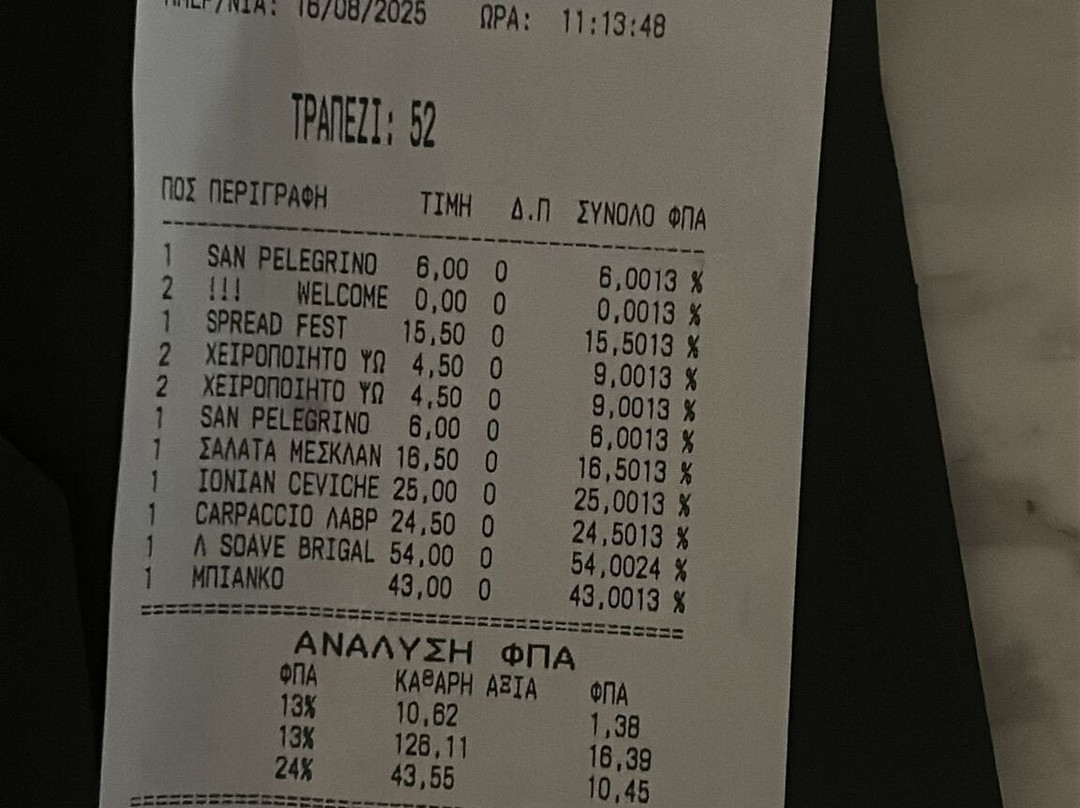 ΗΜΕΡ/ΝΙΑ: 16/08/2025 ΩΡΑ: 11:13:48
ΤΡΑΠΕΖΙ: 52
ΠΟΣ ΠΕΡΙΓΡΑΦΗ ΤΙΜΗ Δ.Π ΣΥΝΟΛΟ ΦΠΑ
1 SAN PELEGRINO 6,00 0 6,0013 %
2 !!! WELCOME 0,00 0 0,0013 %
1 SPREAD FEST 15,50 0 15,5013 %
2 ΧΕΙΡΟΠΟΙΗΤΟ ΨΩ 4,50 0 9,0013 %
2 ΧΕΙΡΟΠΟΙΗΤΟ ΨΩ 4,50 0 9,0013 %
1 SAN PELEGRINO 6,00 0 6,0013 %
1 ΣΑΛΑΤΑ ΜΕΣΚΛΑΝ 16,50 0 16,5013 %
1 IONIAN CEVICHE 25,00 0 25,0013 %
1 CARPACCIO ΛΑΒΡ 24,50 0 24,5013 %
1 Λ SOAVE BRIGAL 54,00 0 54,0024 %
1 ΜΠΙΑΝΚΟ 43,00 0 43,0013 %
ΑΝΑΛΥΣΗ ΦΠΑ
ΦΠΑ ΚΑΘΑΡΗ ΑΞΙΑ ΦΠΑ
13% 10,62 1,38
13% 126,11 16,39
24% 43,55 10,45